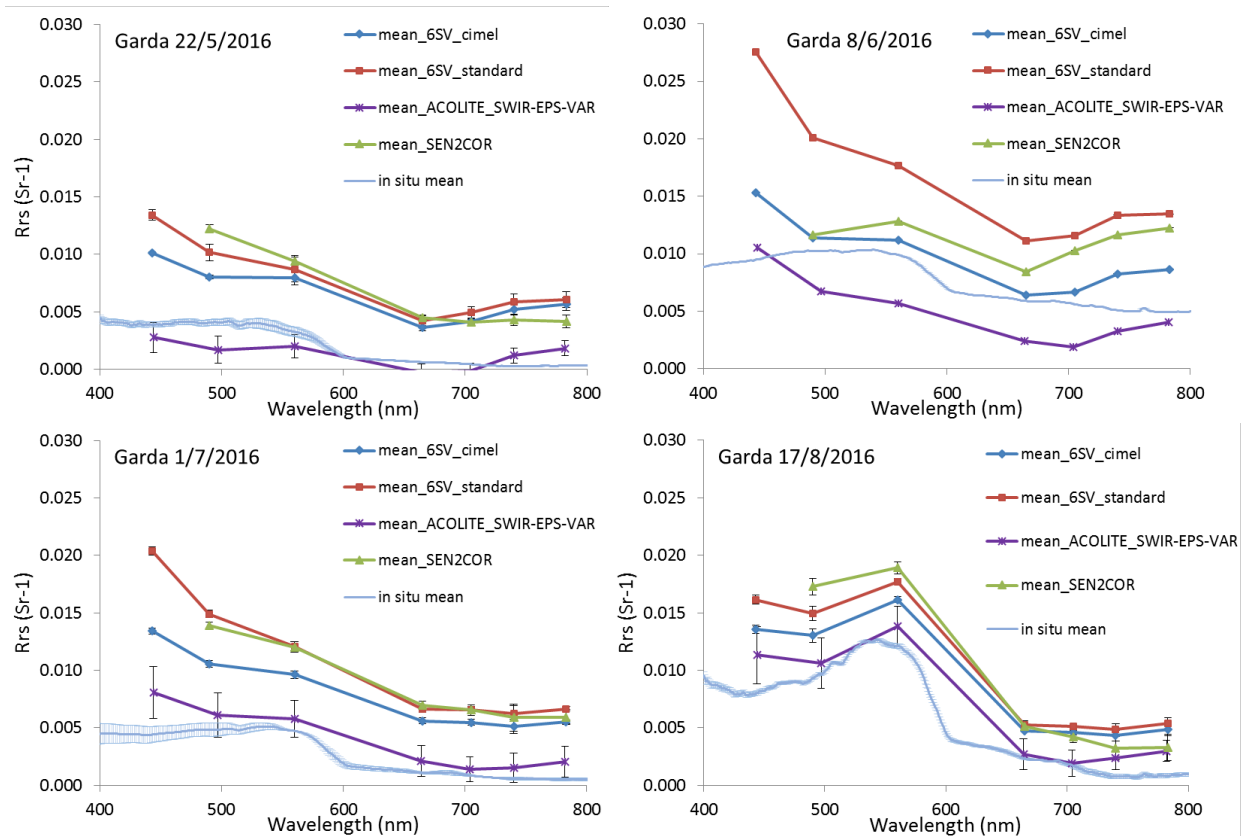 Garda 22/5/2016
mean_6SV_cimel
mean_6SV_standard
mean_ACOLITE_SWIR-EPS-VAR
mean_SEN2COR
in situ mean
Rrs (Sr-1)
0.030
0.025
0.020
0.015
0.010
0.005
0.000
400 500 600 700 800
Wavelength (nm)
Garda 8/6/2016
mean_6SV_cimel
mean_6SV_standard
mean_ACOLITE_SWIR-EPS-VAR
mean_SEN2COR
in situ mean
Rrs (Sr-1)
0.030
0.025
0.020
0.015
0.010
0.005
0.000
400 500 600 700 800
Wavelength (nm)
Garda 1/7/2016
mean_6SV_cimel
mean_6SV_standard
mean_ACOLITE_SWIR-EPS-VAR
mean_SEN2COR
in situ mean
Rrs (Sr-1)
0.030
0.025
0.020
0.015
0.010
0.005
0.000
400 500 600 700 800
Wavelength (nm)
Garda 17/8/2016
mean_6SV_cimel
mean_6SV_standard
mean_ACOLITE_SWIR-EPS-VAR
mean_SEN2COR
in situ mean
Rrs (Sr-1)
0.030
0.025
0.020
0.015
0.010
0.005
0.000
400 500 600 700 800
Wavelength (nm)